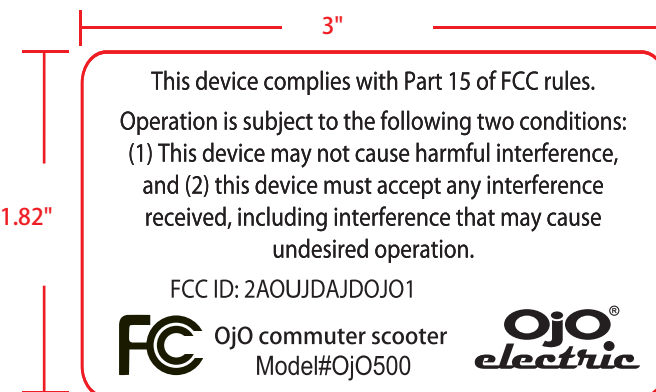 3"
This device complies with Part 15 of FCC rules.
Operation is subject to the following two conditions:
(1) This device may not cause harmful interference,
and (2) this device must accept any interference
1.82"
received, including interference that may cause
undesired operation.
FCC ID: 2AOUJDAJDOJO1
FC
OjO commuter scooter
Model#OjO500
OjO®
electric